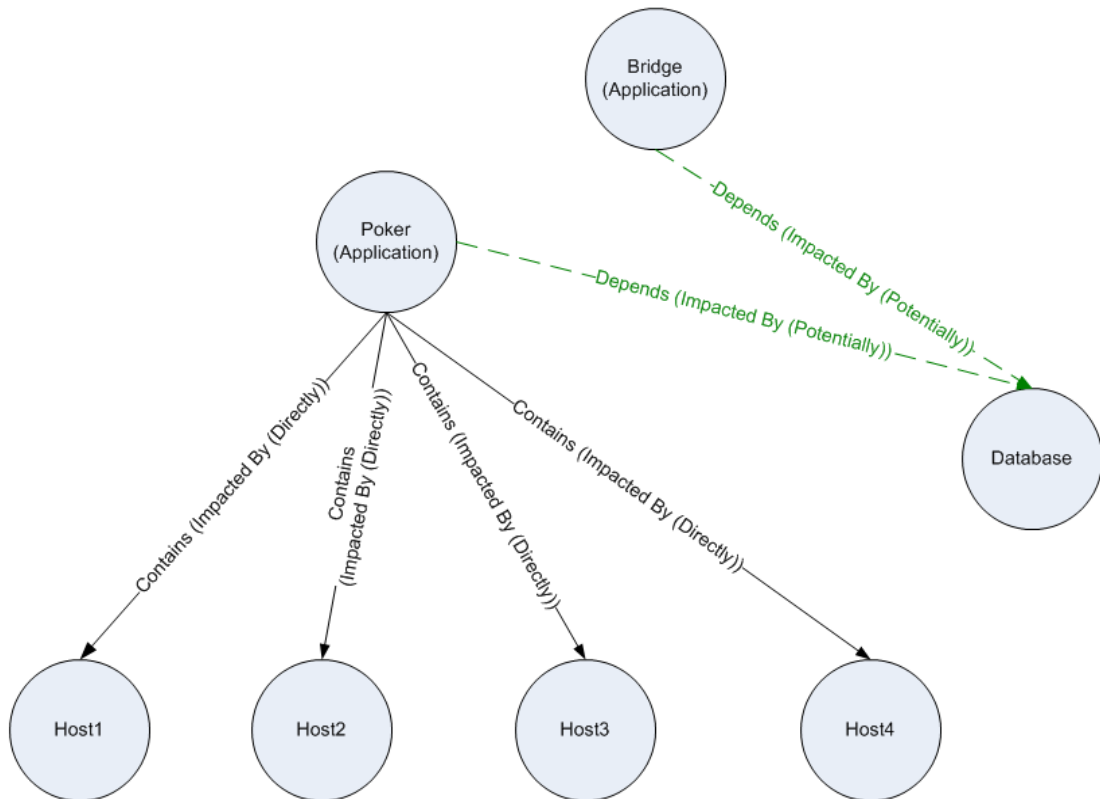 Bridge
(Application)
Depends (Impacted By (Potentially))
Poker
(Application)
Depends (Impacted By (Potentially))
Database
Contains (Impacted By (Directly))
Contains
(Impacted By (Directly))
Contains (Impacted By (Directly))
Contains (Impacted By (Directly))
Host1
Host2
Host3
Host4